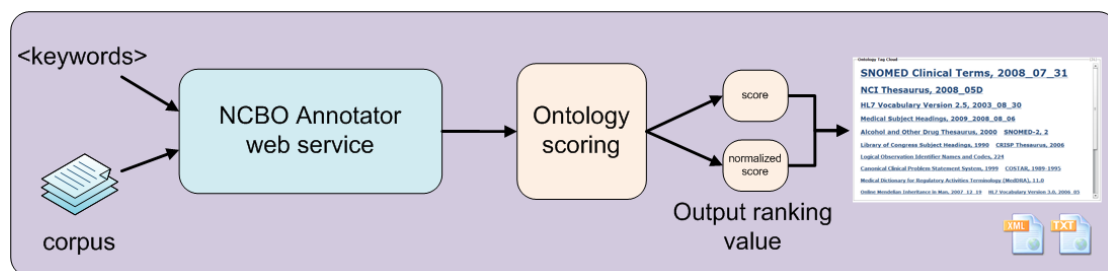 <keywords>
corpus
NCBO Annotator
web service
Ontology
scoring
score
normalized
score
Output ranking
value
Ontology Tag Cloud
SNOMED Clinical Terms, 2008_07_31
NCI Thesaurus, 2008_05D
HL7 Vocabulary Version 2.5, 2003_08_30
Medical Subject Headings, 2009_2008_08_06
Alcohol and Other Drug Thesaurus, 2000 SNOMED-2, 2
Library of Congress Subject Headings, 1990 CRISP Thesaurus, 2006
Logical Observation Identifier Names and Codes, 224
Canonical Clinical Problem Statement System, 1999 COSTAR, 1989-1995
Medical Dictionary for Regulatory Activities Terminology (MedDRA), 11.0
Online Mendelian Inheritance in Man, 2007_12_19 HL7 Vocabulary Version 3.0, 2006_05
XML
TXT